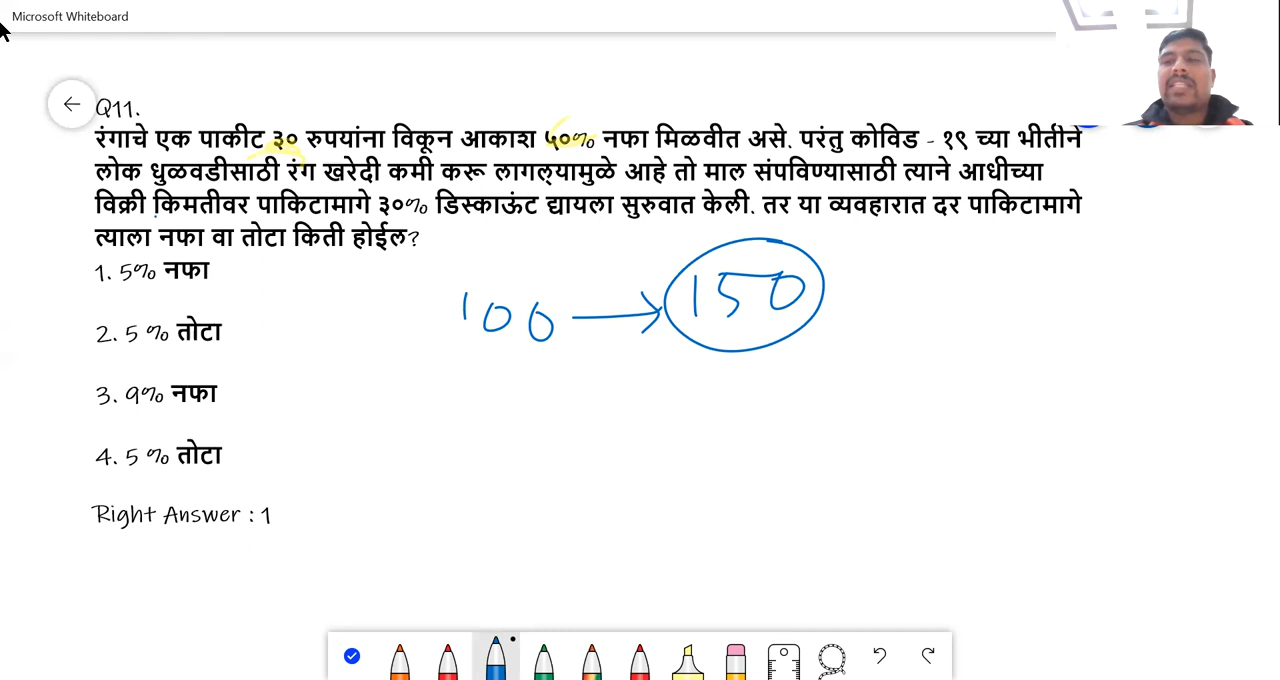 Microsoft Whiteboard
Q11.
रंगाचे एक पाकीट ३० रुपयांना विकून आकाश ५०% नफा मिळवीत असे. परंतु कोविड - १९ च्या भीतीने
लोक धुळवडीसाठी रंग खरेदी कमी करू लागल्यामुळे आहे तो माल संपविण्यासाठी त्याने आधीच्या
विक्री किमतीवर पाकिटामागे ३०% डिस्काऊंट द्यायला सुरुवात केली. तर या व्यवहारात दर पाकिटामागे
त्याला नफा वा तोटा किती होईल?
1. 5% नफा
100 → 150
2. 5 % तोटा
3. 9% नफा
4. 5 % तोटा
Right Answer : 1